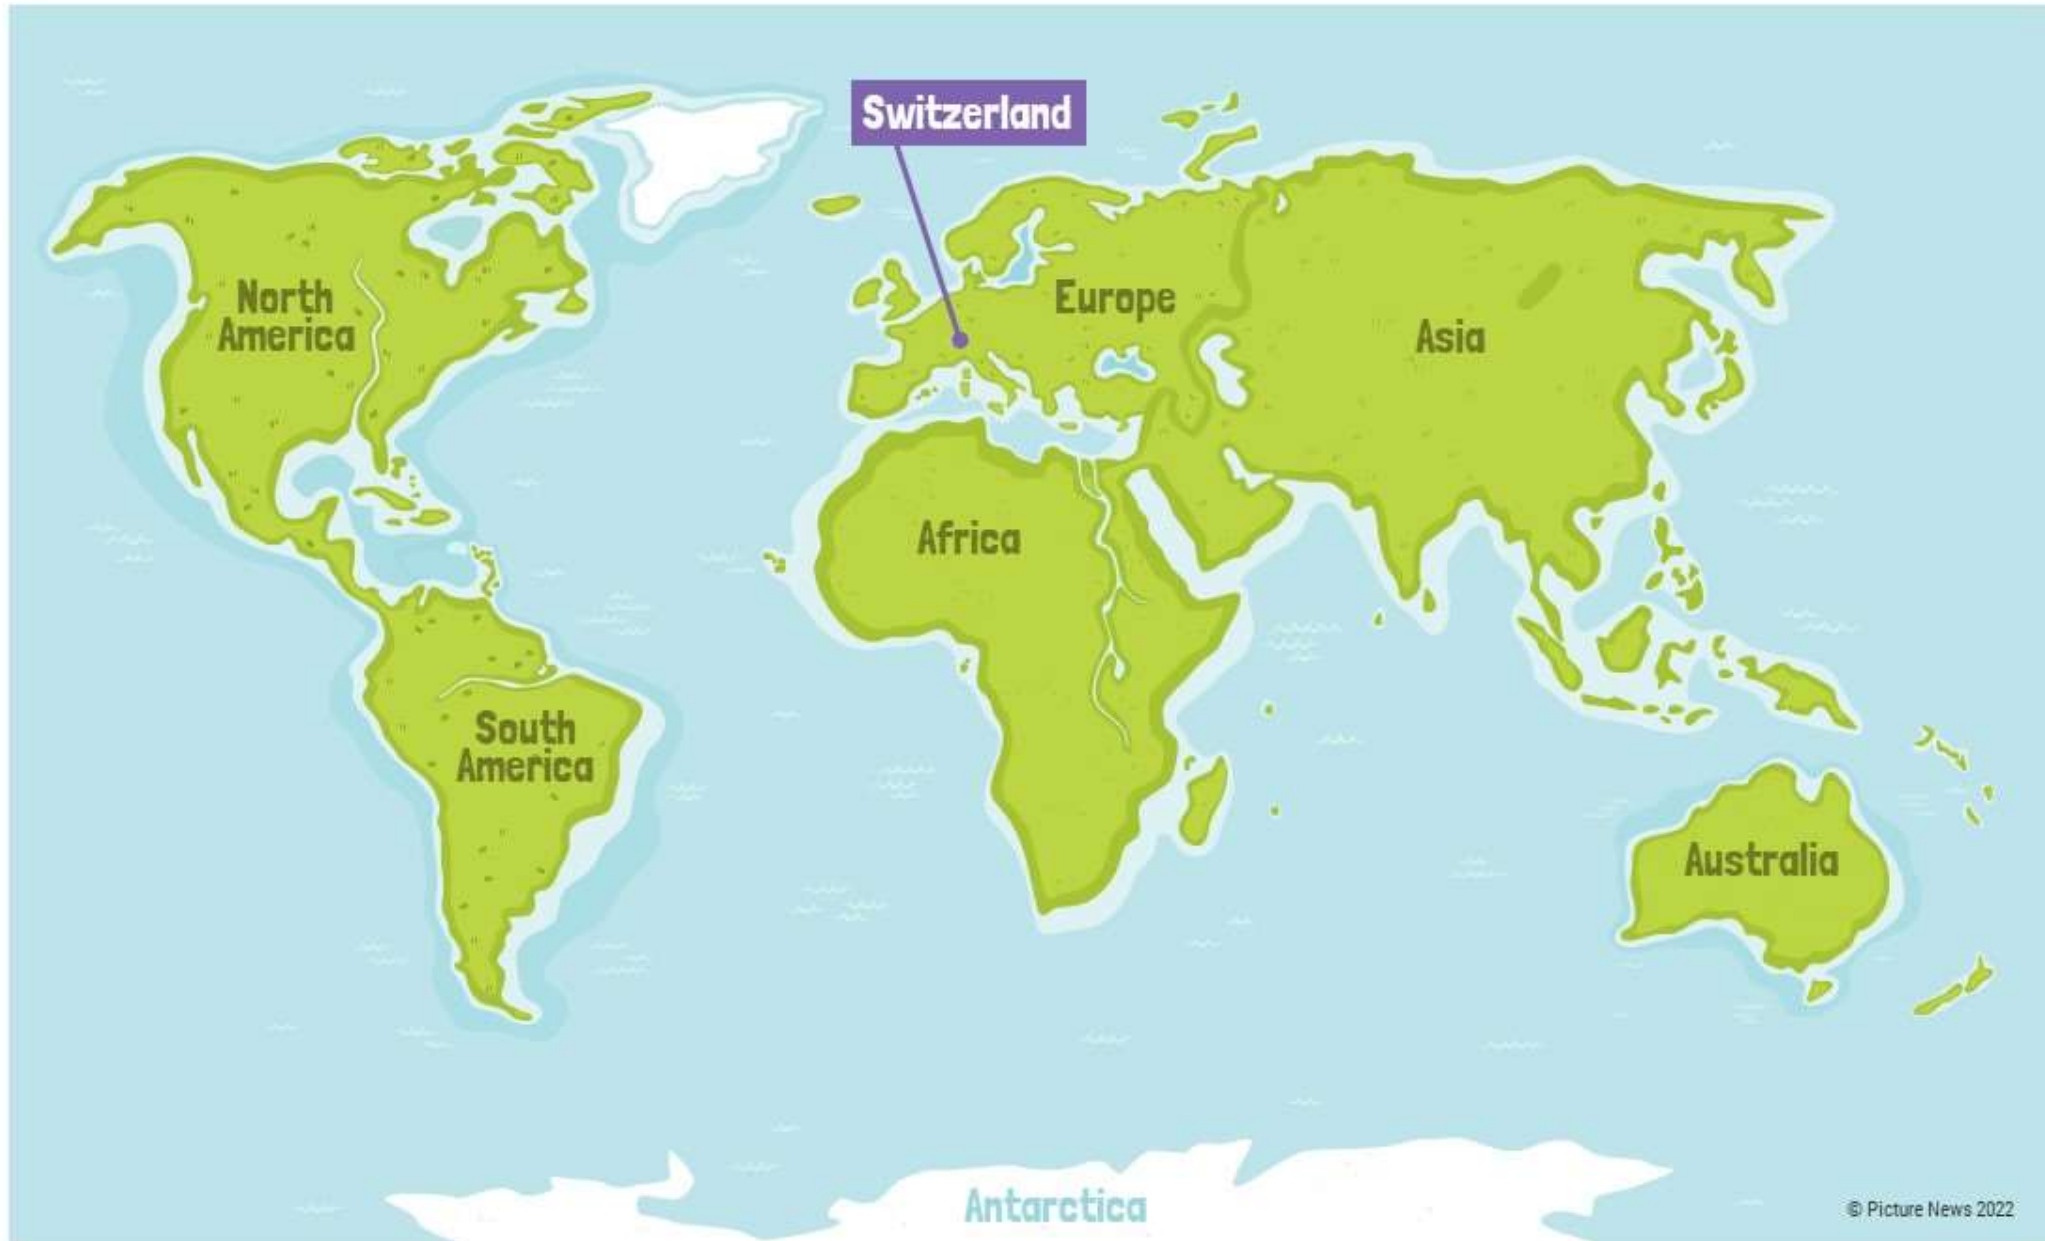 Switzerland
North
America
Europe
Asia
Africa
South
America
Australia
Antarctica
© Picture News 2022